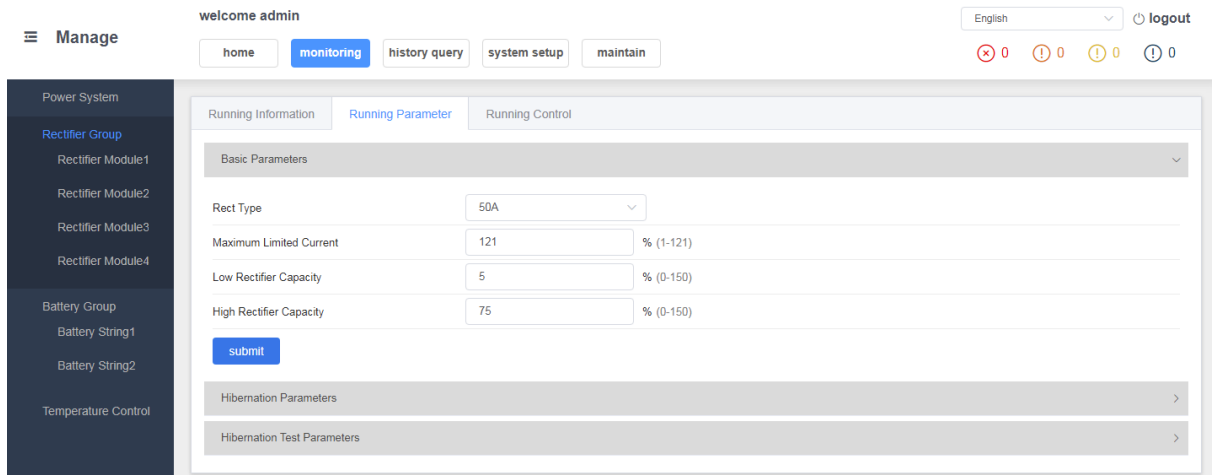 welcome admin
English
logout
Manage
home
monitoring
history query
system setup
maintain
0
0
0
0
Power System
Rectifier Group
Rectifier Module1
Rectifier Module2
Rectifier Module3
Rectifier Module4
Battery Group
Battery String1
Battery String2
Temperature Control
Running Information
Running Parameter
Running Control
Basic Parameters
Rect Type 50A
Maximum Limited Current 121 % (1-121)
Low Rectifier Capacity 5 % (0-150)
High Rectifier Capacity 75 % (0-150)
submit
Hibernation Parameters
Hibernation Test Parameters